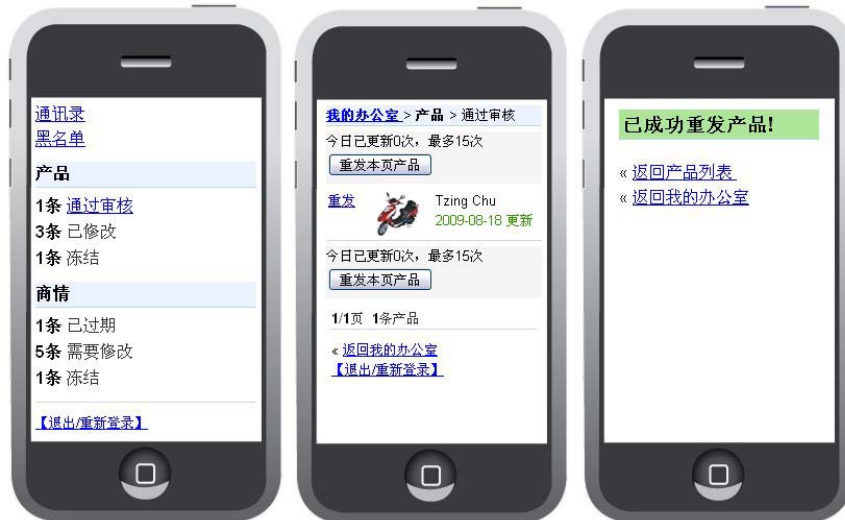 通讯录
黑名单
产品
1条 通过审核
3条 已修改
1条 冻结
商情
1条 已过期
5条 需要修改
1条 冻结
【退出/重新登录】
我的办公室 > 产品 > 通过审核
今日已更新0次，最多15次
重发本页产品
重发
Tzing Chu
2009-08-18 更新
今日已更新0次，最多15次
重发本页产品
1/1页 1条产品
« 返回我的办公室
【退出/重新登录】
已成功重发产品!
« 返回产品列表
« 返回我的办公室